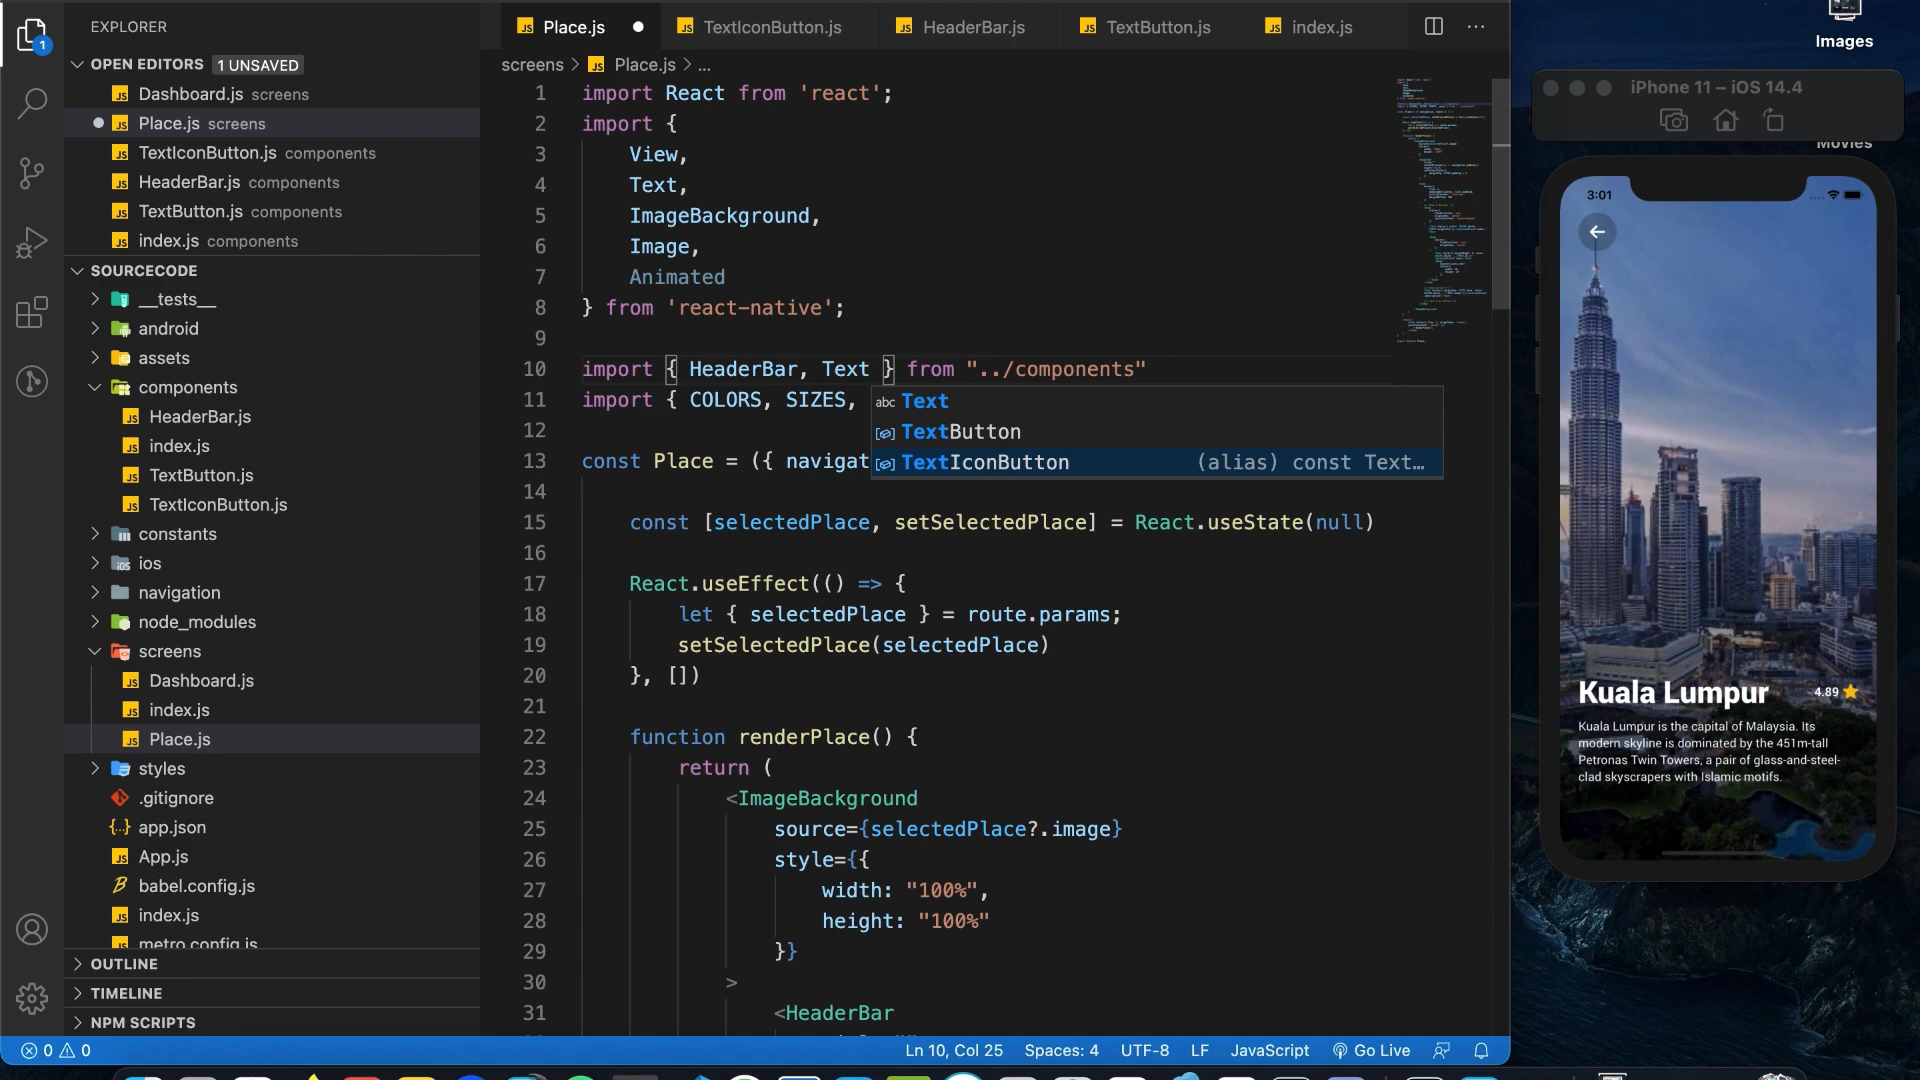 EXPLORER
OPEN EDITORS 1 UNSAVED
Dashboard.js screens
Place.js screens
TextIconButton.js components
HeaderBar.js components
TextButton.js components
index.js components
SOURCECODE
__tests__
android
assets
components
HeaderBar.js
index.js
TextButton.js
TextIconButton.js
constants
ios
navigation
node_modules
screens
Dashboard.js
index.js
Place.js
styles
.gitignore
app.json
App.js
babel.config.js
index.js
metro.config.js
OUTLINE
TIMELINE
NPM SCRIPTS
Place.js TextIconButton.js HeaderBar.js TextButton.js index.js
screens > Place.js > ...
1 import React from 'react';
2 import {
3 View,
4 Text,
5 ImageBackground,
6 Image,
7 Animated
8 } from 'react-native';
9
10 import { HeaderBar, Text } from "../components"
11 import { COLORS, SIZES,
12
13 const Place = ({ navigat
14
15 const [selectedPlace, setSelectedPlace] = React.useState(null)
16
17 React.useEffect(() => {
18 let { selectedPlace } = route.params;
19 setSelectedPlace(selectedPlace)
20 }, [])
21
22 function renderPlace() {
23 return (
24 <ImageBackground
25 source={selectedPlace?.image}
26 style={{
27 width: "100%",
28 height: "100%"
29 }}
30 >
31 <HeaderBar
abc Text
TextButton
TextIconButton (alias) const Text…
0 0
Ln 10, Col 25 Spaces: 4 UTF-8 LF JavaScript Go Live
1
Images
iPhone 11 – iOS 14.4
Movies
3:01
Kuala Lumpur 4.89
Kuala Lumpur is the capital of Malaysia. Its
modern skyline is dominated by the 451m-tall
Petronas Twin Towers, a pair of glass-and-steel-
clad skyscrapers with Islamic motifs.